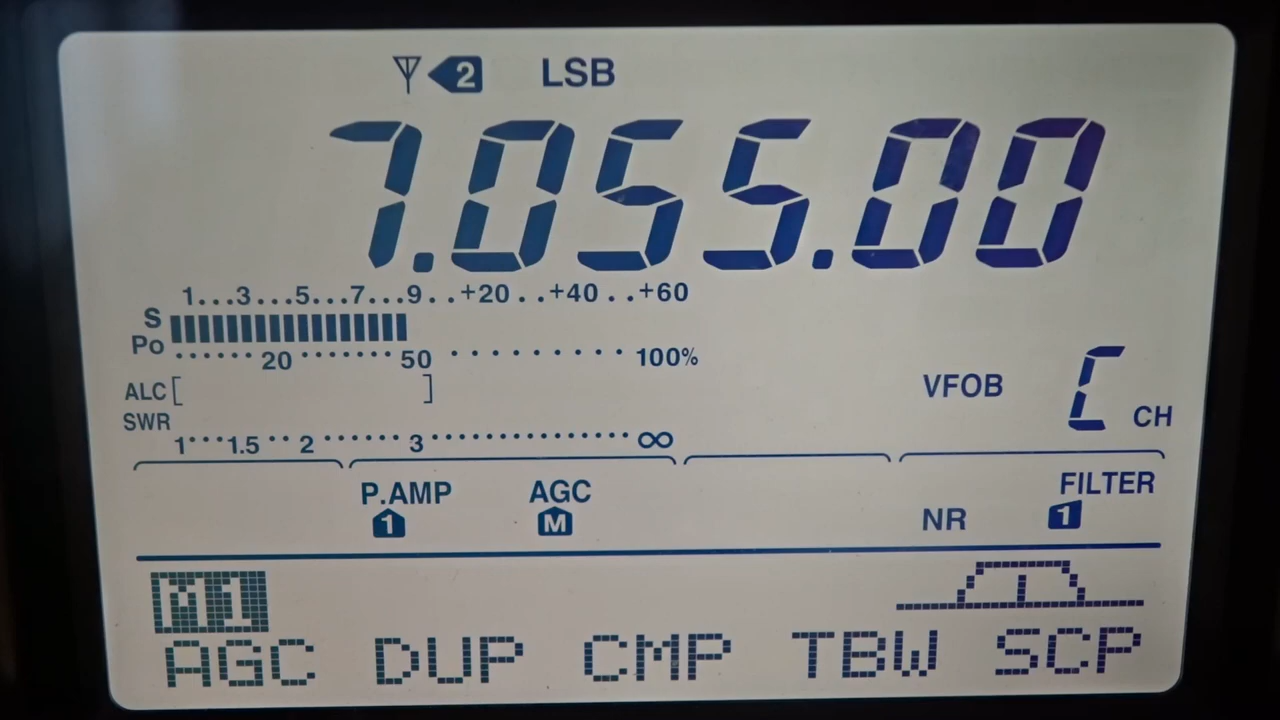 2 LSB
7.055.00
1...3...5...7...9..+20..+40..+60
S
Po
20 50 100%
ALC [ ]
VFOB C CH
SWR
1 1.5 2 3 ∞
P.AMP AGC FILTER
1 M NR 1
M1
AGC DUP CMP TBW SCP